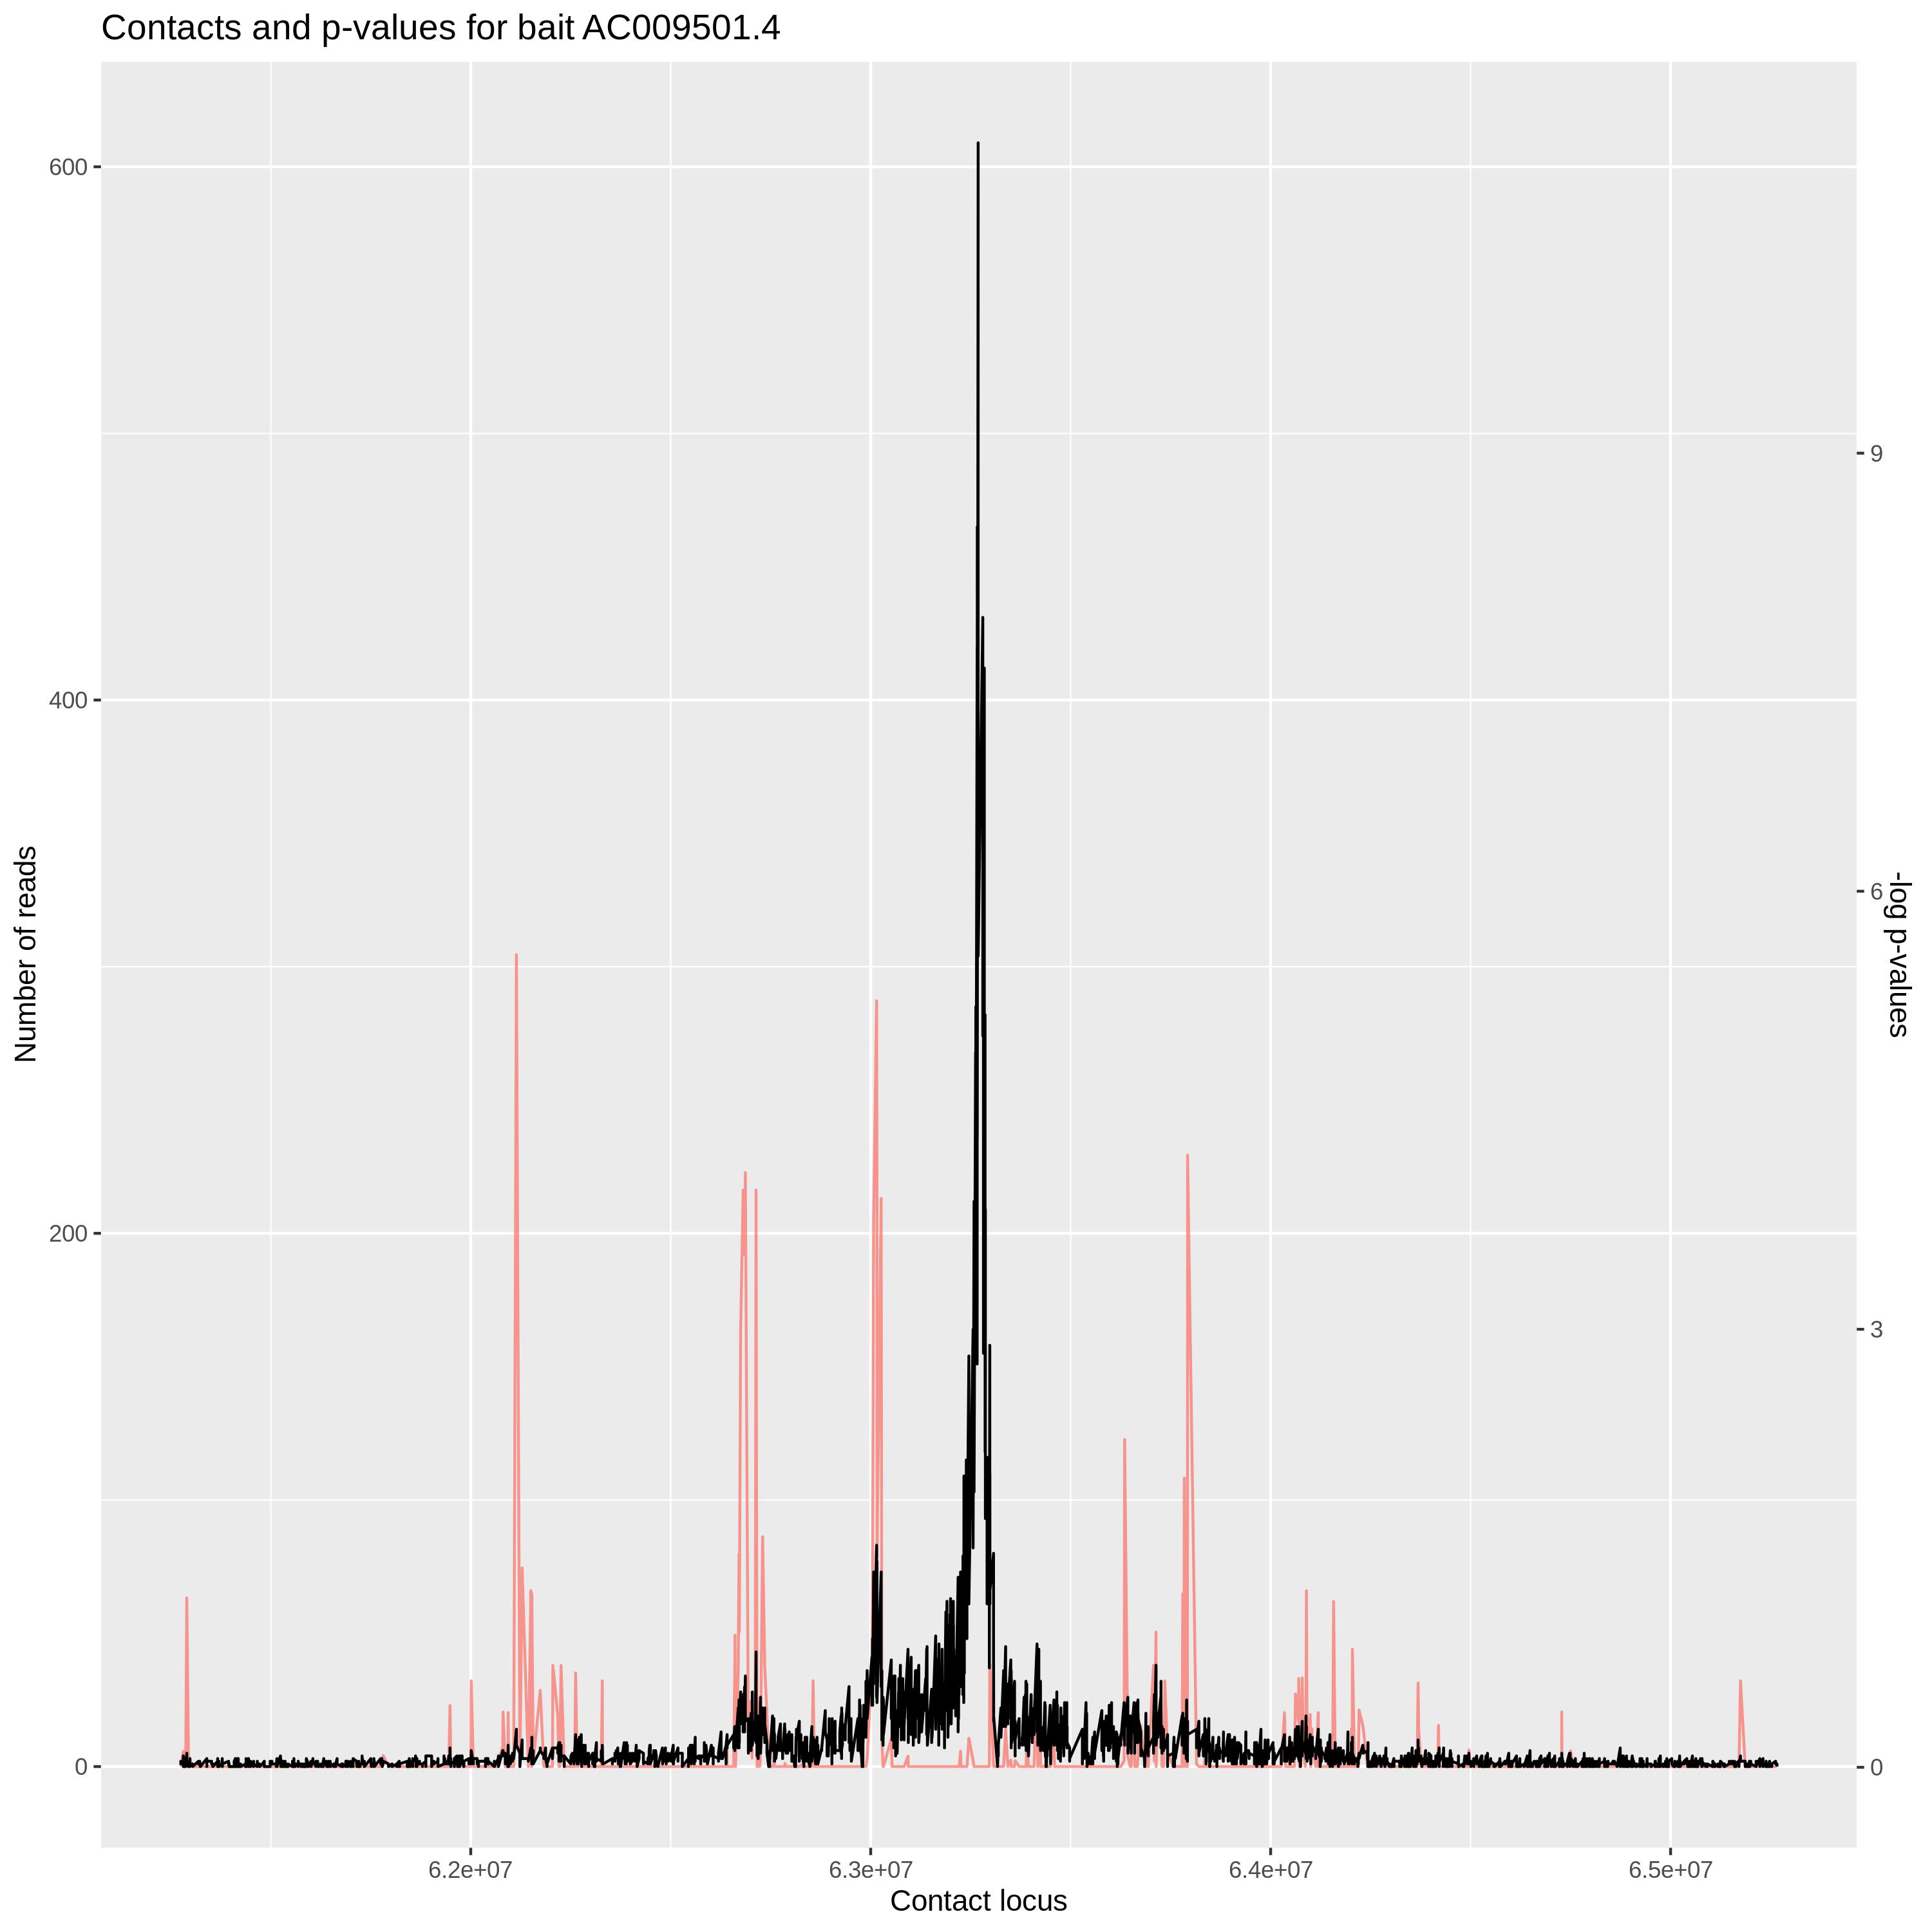 Contacts and p-values for bait AC009501.4
600
400
200
0
9
6
3
0
Number of reads
-log p-values
6.2e+07
6.3e+07
6.4e+07
6.5e+07
Contact locus